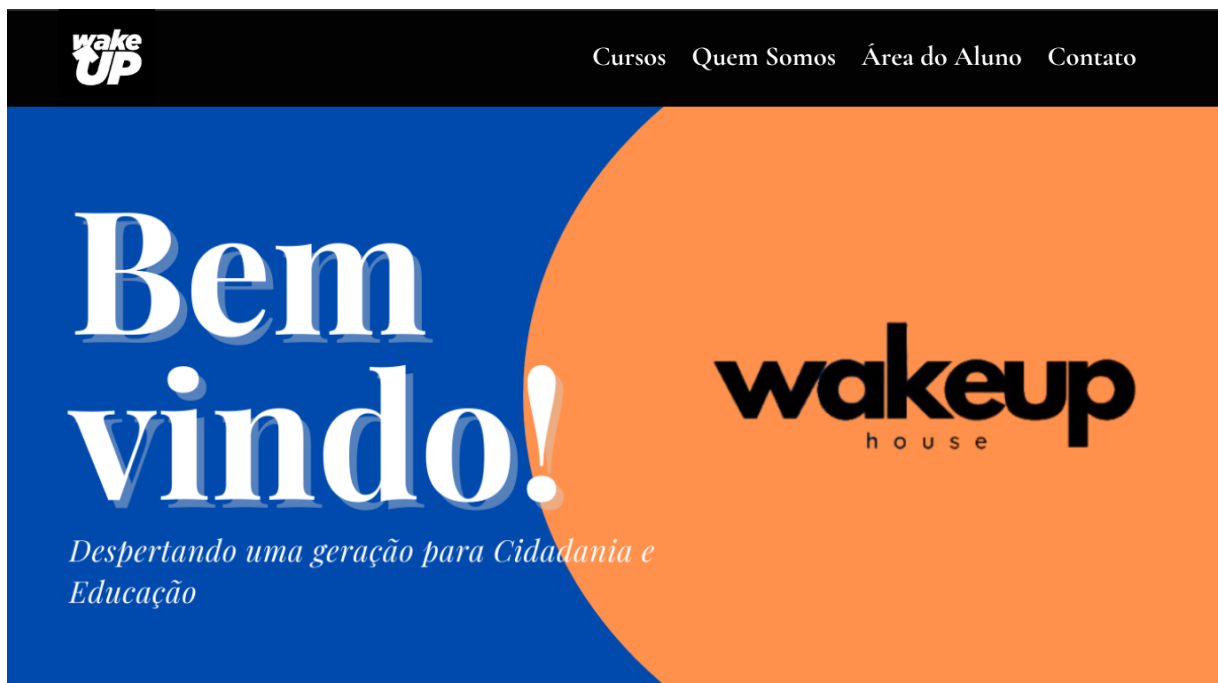 wake
UP
Cursos Quem Somos Área do Aluno Contato
Bem
vindo!
Despertando uma geração para Cidadania e
Educação
wakeup
house